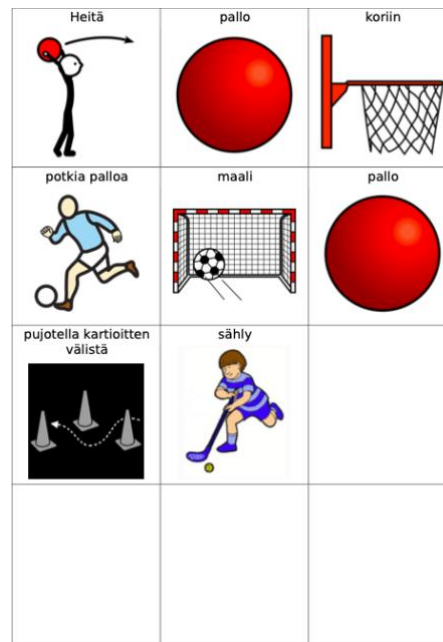 Heitä
pallo
koriin
potkia palloa
maali
pallo
pujotella kartioitten
välistä
sähly